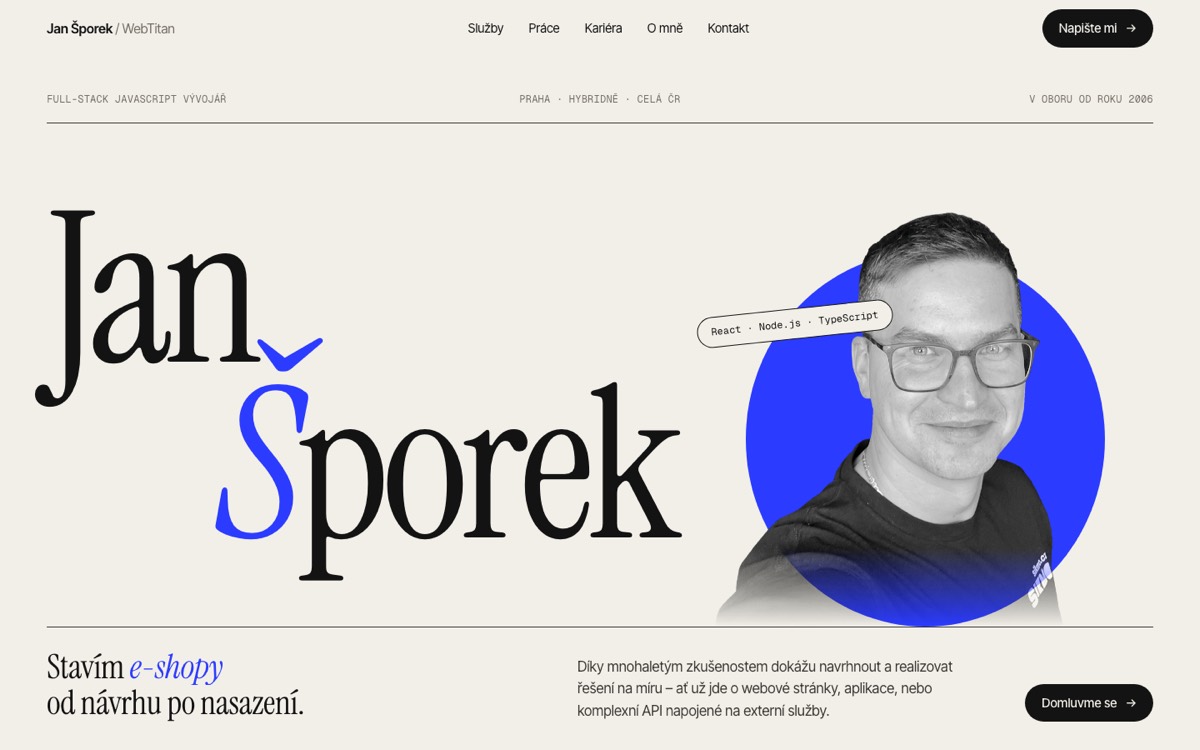 Jan Šporek / WebTitan
Služby
Práce
Kariéra
O mně
Kontakt
Napište mi →
FULL-STACK JAVASCRIPT VÝVOJÁŘ
PRAHA · HYBRIDNĚ · CELÁ ČR
V OBORU OD ROKU 2006
Jan
Šporek
React · Node.js · TypeScript
Stavím e-shopy
od návrhu po nasazení.
Díky mnohaletým zkušenostem dokážu navrhnout a realizovat
řešení na míru – ať už jde o webové stránky, aplikace, nebo
komplexní API napojené na externí služby.
Domluvme se →